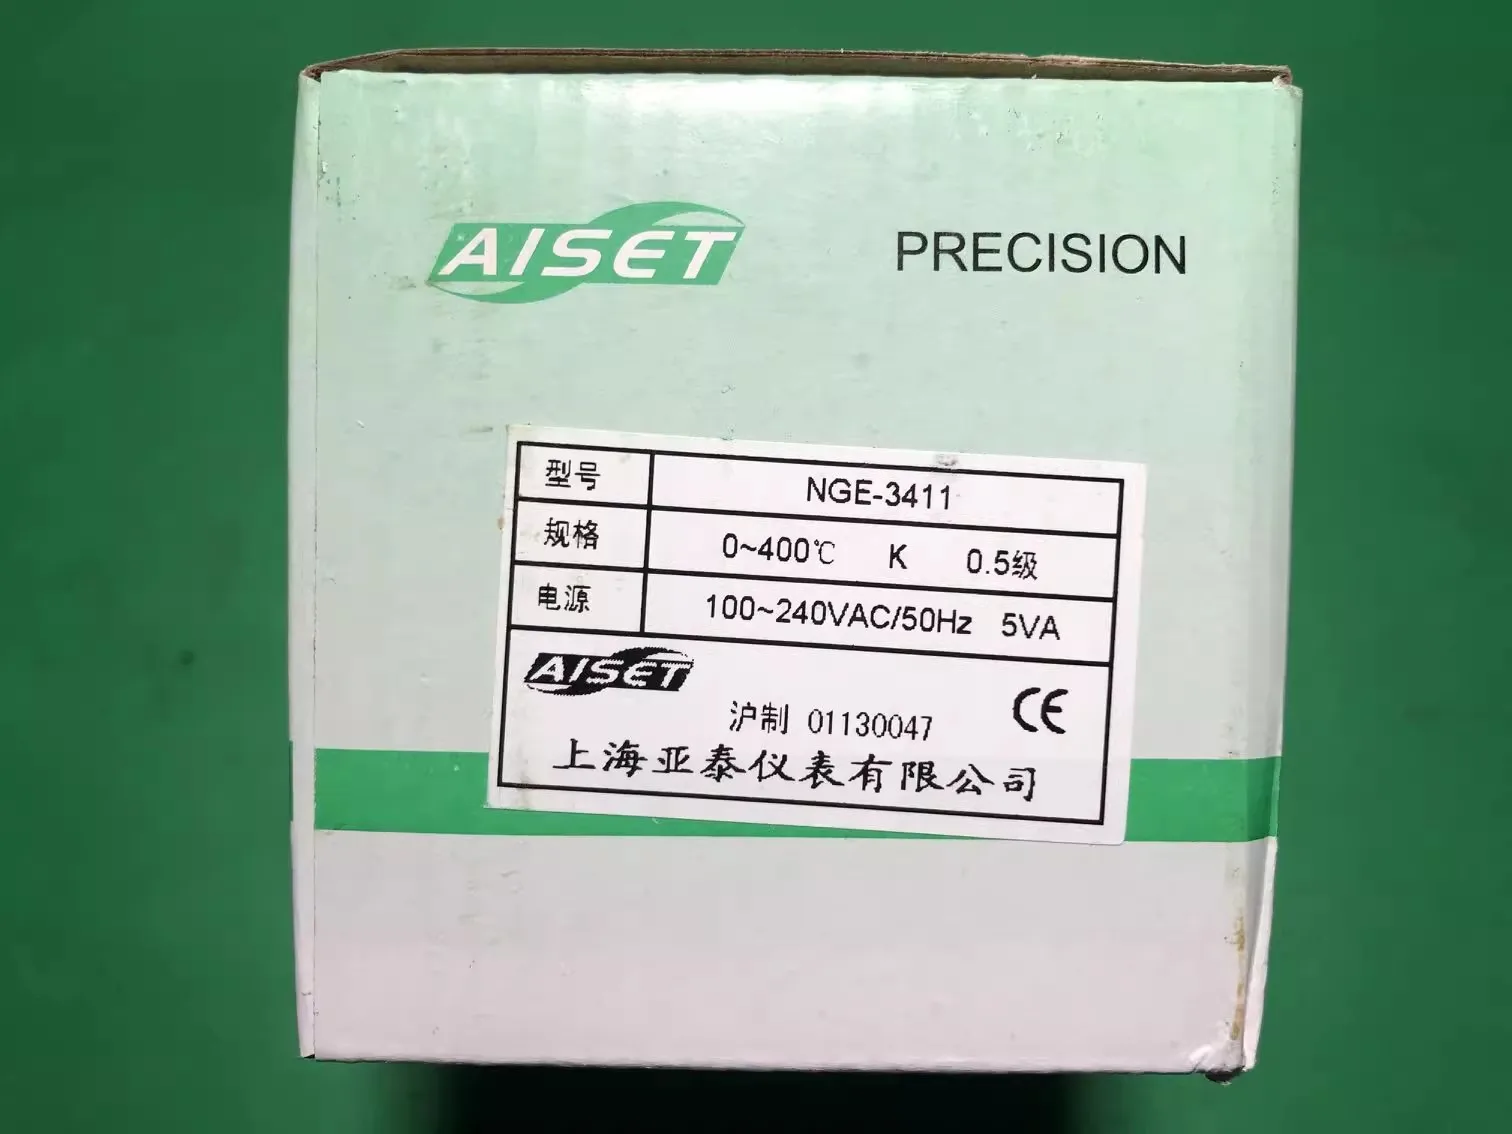 AISET PRECISION
型号 NGE-3411
规格 0~400℃ K 0.5级
电源 100~240VAC/50Hz 5VA
AISET
沪制 01130047 CE
上海亚泰仪表有限公司